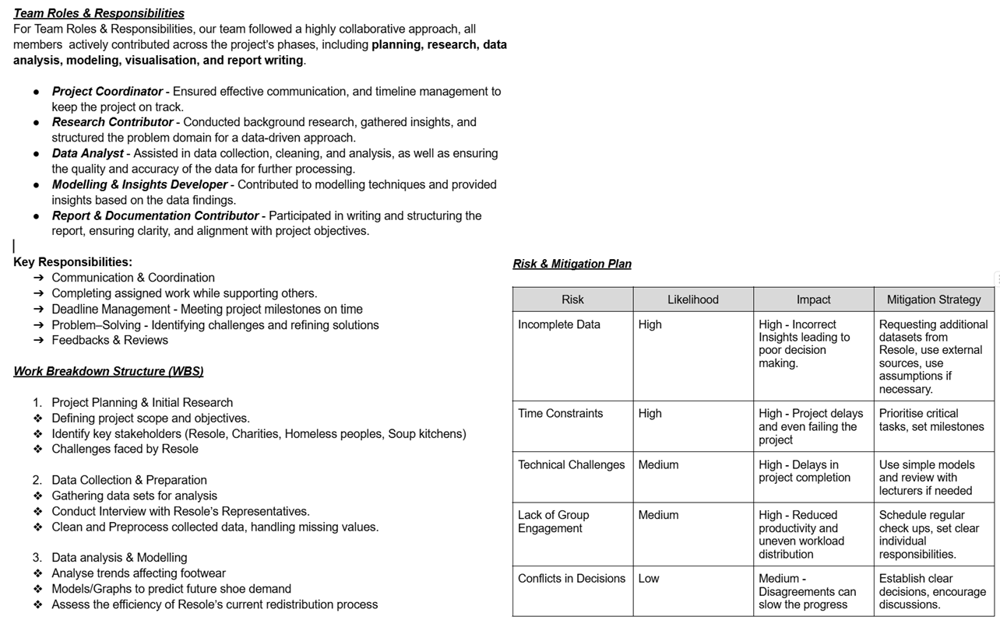 Team Roles & Responsibilities
For Team Roles & Responsibilities, our team followed a highly collaborative approach, all
members  actively contributed across the project's phases, including planning, research, data
analysis, modeling, visualisation, and report writing.
● Project Coordinator - Ensured effective communication, and timeline management to
keep the project on track.
● Research Contributor - Conducted background research, gathered insights, and
structured the problem domain for a data-driven approach.
● Data Analyst - Assisted in data collection, cleaning, and analysis, as well as ensuring
the quality and accuracy of the data for further processing.
● Modelling & Insights Developer - Contributed to modelling techniques and provided
insights based on the data findings.
● Report & Documentation Contributor - Participated in writing and structuring the
report, ensuring clarity, and alignment with project objectives.
Key Responsibilities:
➔ Communication & Coordination
➔ Completing assigned work while supporting others.
➔ Deadline Management - Meeting project milestones on time
➔ Problem–Solving - Identifying challenges and refining solutions
➔ Feedbacks & Reviews
Work Breakdown Structure (WBS)
1. Project Planning & Initial Research
❖ Defining project scope and objectives.
❖ Identify key stakeholders (Resole, Charities, Homeless peoples, Soup kitchens)
❖ Challenges faced by Resole
2. Data Collection & Preparation
❖ Gathering data sets for analysis
❖ Conduct Interview with Resole's Representatives.
❖ Clean and Preprocess collected data, handling missing values.
3. Data analysis & Modelling
❖ Analyse trends affecting footwear
❖ Models/Graphs to predict future shoe demand
❖ Assess the efficiency of Resole's current redistribution process
Risk & Mitigation Plan
Risk
Likelihood
Impact
Mitigation Strategy
Incomplete Data
High
High - Incorrect
Insights leading to
poor decision
making.
Requesting additional
datasets from
Resole, use external
sources, use
assumptions if
necessary.
Time Constraints
High
High - Project delays
and even failing the
project
Prioritise critical
tasks, set milestones
Technical Challenges
Medium
High - Delays in
project completion
Use simple models
and review with
lecturers if needed
Lack of Group
Engagement
Medium
High - Reduced
productivity and
uneven workload
distribution
Schedule regular
check ups, set clear
individual
responsibilities.
Conflicts in Decisions
Low
Medium -
Disagreements can
slow the progress
Establish clear
decisions, encourage
discussions.